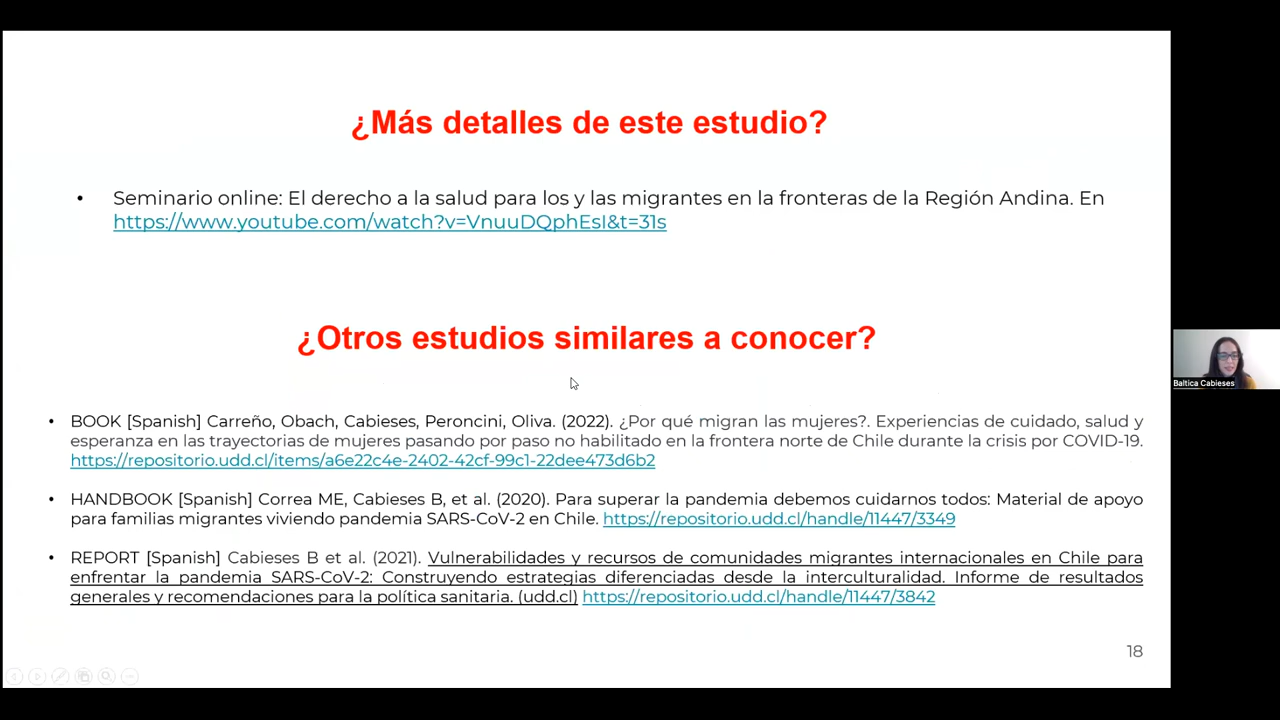 ¿Más detalles de este estudio?
• Seminario online: El derecho a la salud para los y las migrantes en la fronteras de la Región Andina. En
https://www.youtube.com/watch?v=VnuuDQphEsI&t=31s
¿Otros estudios similares a conocer?
• BOOK [Spanish] Carreño, Obach, Cabieses, Peroncini, Oliva. (2022). ¿Por qué migran las mujeres?. Experiencias de cuidado, salud y
esperanza en las trayectorias de mujeres pasando por paso no habilitado en la frontera norte de Chile durante la crisis por COVID-19.
https://repositorio.udd.cl/items/a6e22c4e-2402-42cf-99c1-22dee473d6b2
• HANDBOOK [Spanish] Correa ME, Cabieses B, et al. (2020). Para superar la pandemia debemos cuidarnos todos: Material de apoyo
para familias migrantes viviendo pandemia SARS-CoV-2 en Chile. https://repositorio.udd.cl/handle/11447/3349
• REPORT [Spanish] Cabieses B et al. (2021). Vulnerabilidades y recursos de comunidades migrantes internacionales en Chile para
enfrentar la pandemia SARS-CoV-2: Construyendo estrategias diferenciadas desde la interculturalidad. Informe de resultados
generales y recomendaciones para la política sanitaria. (udd.cl) https://repositorio.udd.cl/handle/11447/3842
18
Baltica Cabieses